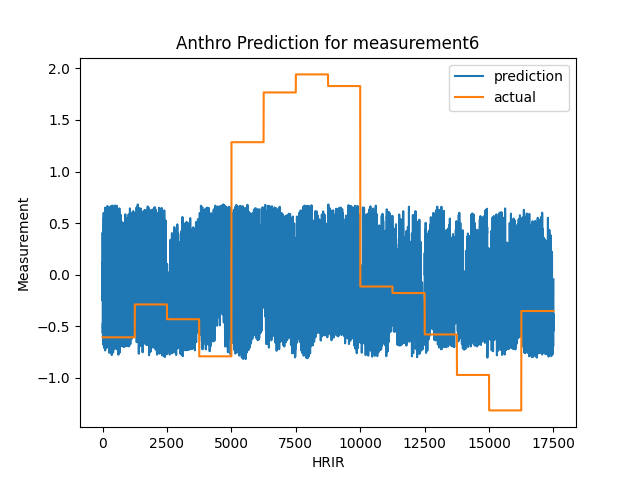 Anthro Prediction for measurement6
prediction
actual
2.0
1.5
1.0
0.5
0.0
−0.5
−1.0
Measurement
0 2500 5000 7500 10000 12500 15000 17500
HRIR